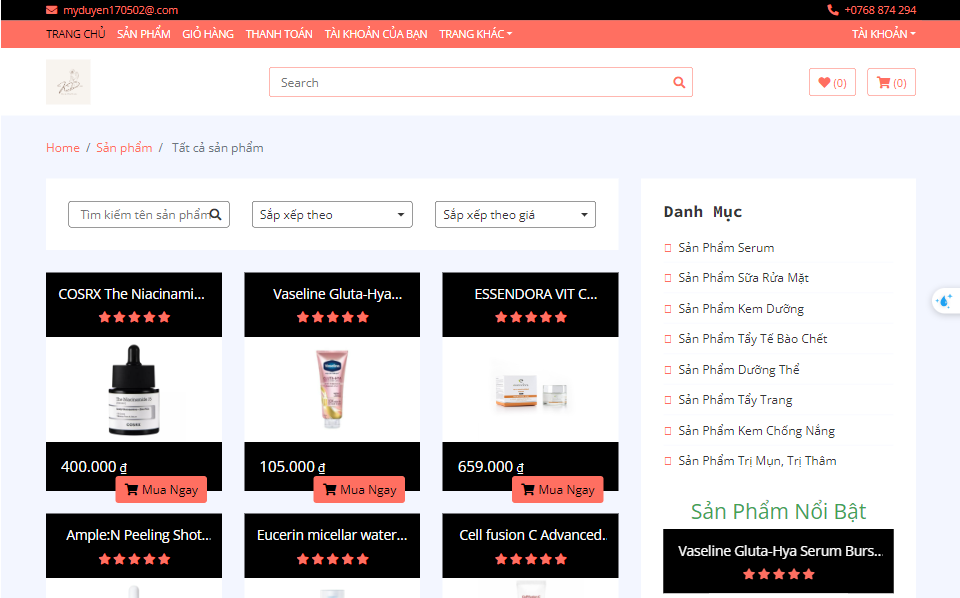 myduyen170502@com
+0768 874 294
TRANG CHỦ SẢN PHẨM GIỎ HÀNG THANH TOÁN TÀI KHOẢN CỦA BẠN TRANG KHÁC
TÀI KHOẢN
Search
(0)
(0)
Home / Sản phẩm / Tất cả sản phẩm
Tìm kiếm tên sản phẩm
Sắp xếp theo
Sắp xếp theo giá
COSRX The Niacinami...
Vaseline Gluta-Hya...
ESSENDORA VIT C...
The Niacinamide 15
COSRX
Vaseline
400.000 ₫
105.000 ₫
659.000 ₫
Mua Ngay
Mua Ngay
Mua Ngay
Ample:N Peeling Shot...
Eucerin micellar water...
Cell fusion C Advanced..
Danh Mục
Sản Phẩm Serum
Sản Phẩm Sữa Rửa Mặt
Sản Phẩm Kem Dưỡng
Sản Phẩm Tẩy Tế Bào Chết
Sản Phẩm Dưỡng Thể
Sản Phẩm Tẩy Trang
Sản Phẩm Kem Chống Nắng
Sản Phẩm Trị Mụn, Trị Thâm
Sản Phẩm Nổi Bật
Vaseline Gluta-Hya Serum Burs...